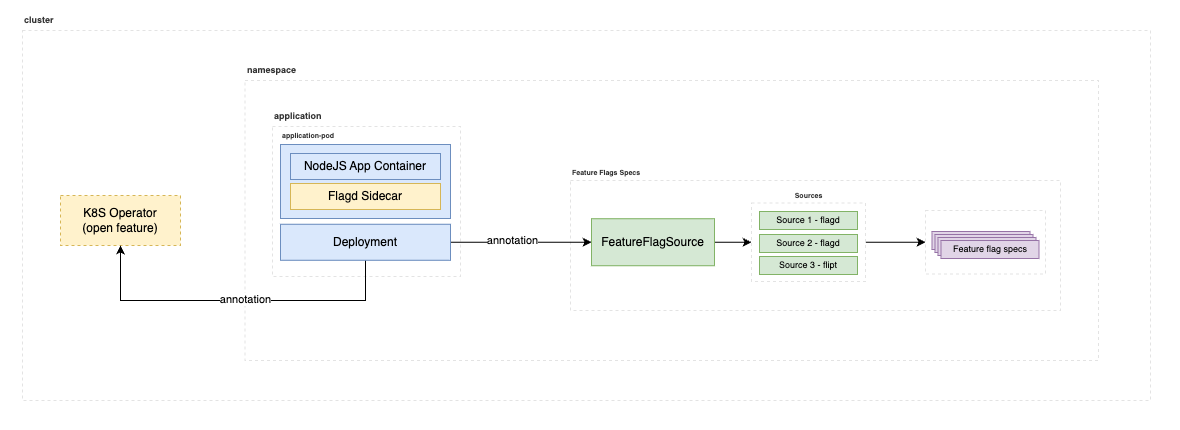 cluster
namespace
application
application-pod
NodeJS App Container
Flagd Sidecar
Deployment
K8S Operator
(open feature)
annotation
annotation
Feature Flags Specs
FeatureFlagSource
Sources
Source 1 - flagd
Source 2 - flagd
Source 3 - flipt
Feature flag specs